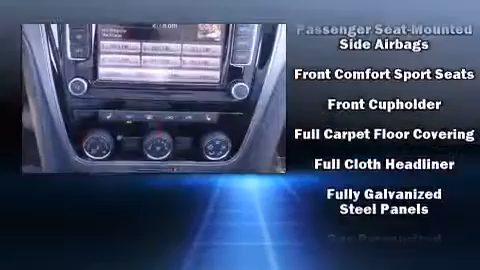 Passenger Seat-Mounted
Side Airbags
Front Comfort Sport Seats
Front Cupholder
Full Carpet Floor Covering
Full Cloth Headliner
Fully Galvanized
Steel Panels